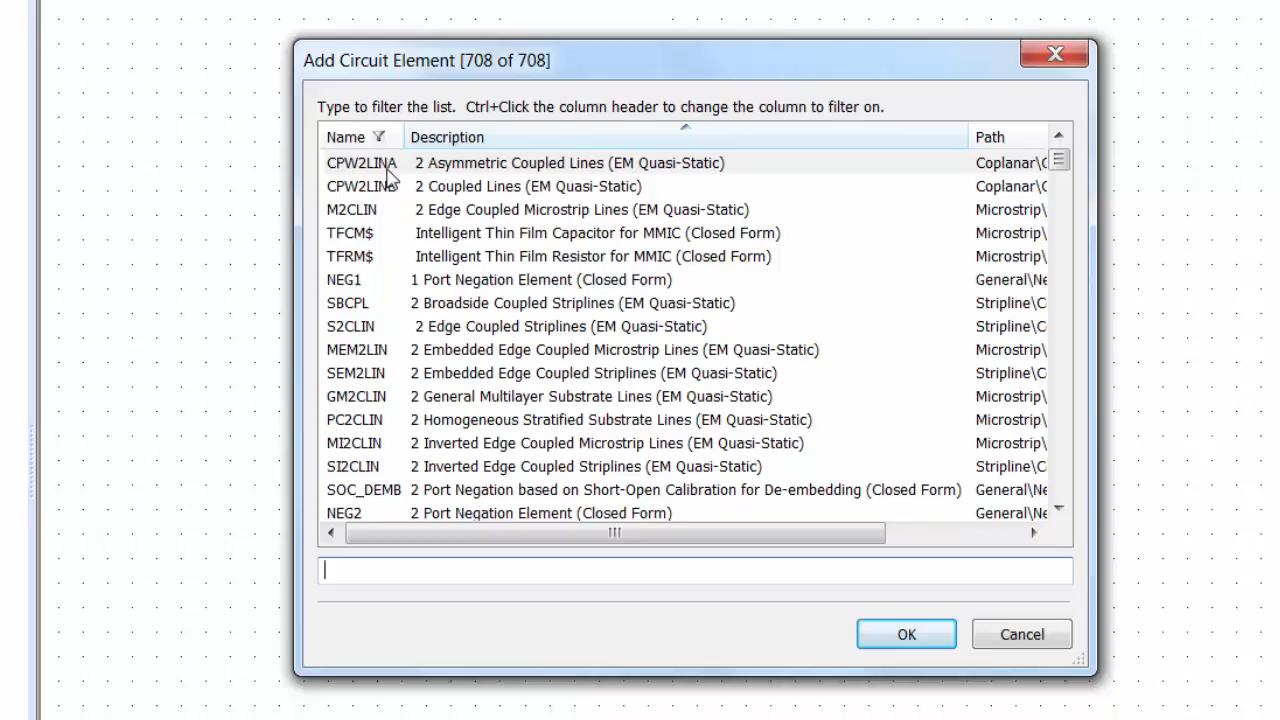 Add Circuit Element [708 of 708]
Type to filter the list. Ctrl+Click the column header to change the column to filter on.
Name Description Path
CPW2LINA 2 Asymmetric Coupled Lines (EM Quasi-Static) Coplanar\C
2 Coupled Lines (EM Quasi-Static) Coplanar\C
M2CLIN 2 Edge Coupled Microstrip Lines (EM Quasi-Static) Microstrip\
TFCM$ Intelligent Thin Film Capacitor for MMIC (Closed Form) Microstrip\
TFRM$ Intelligent Thin Film Resistor for MMIC (Closed Form) Microstrip\
NEG1 1 Port Negation Element (Closed Form) General\Ne
SBCPL 2 Broadside Coupled Striplines (EM Quasi-Static) Stripline\C
S2CLIN 2 Edge Coupled Striplines (EM Quasi-Static) Stripline\C
MEM2LIN 2 Embedded Edge Coupled Microstrip Lines (EM Quasi-Static) Microstrip\
SEM2LIN 2 Embedded Edge Coupled Striplines (EM Quasi-Static) Stripline\C
GM2CLIN 2 General Multilayer Substrate Lines (EM Quasi-Static) Microstrip\
PC2CLIN 2 Homogeneous Stratified Substrate Lines (EM Quasi-Static) Microstrip\
MI2CLIN 2 Inverted Edge Coupled Microstrip Lines (EM Quasi-Static) Microstrip\
SI2CLIN 2 Inverted Edge Coupled Striplines (EM Quasi-Static) Stripline\C
SOC_DEMB 2 Port Negation based on Short-Open Calibration for De-embedding (Closed Form) General\Ne
NEG2 2 Port Negation Element (Closed Form) General\Ne
OK Cancel